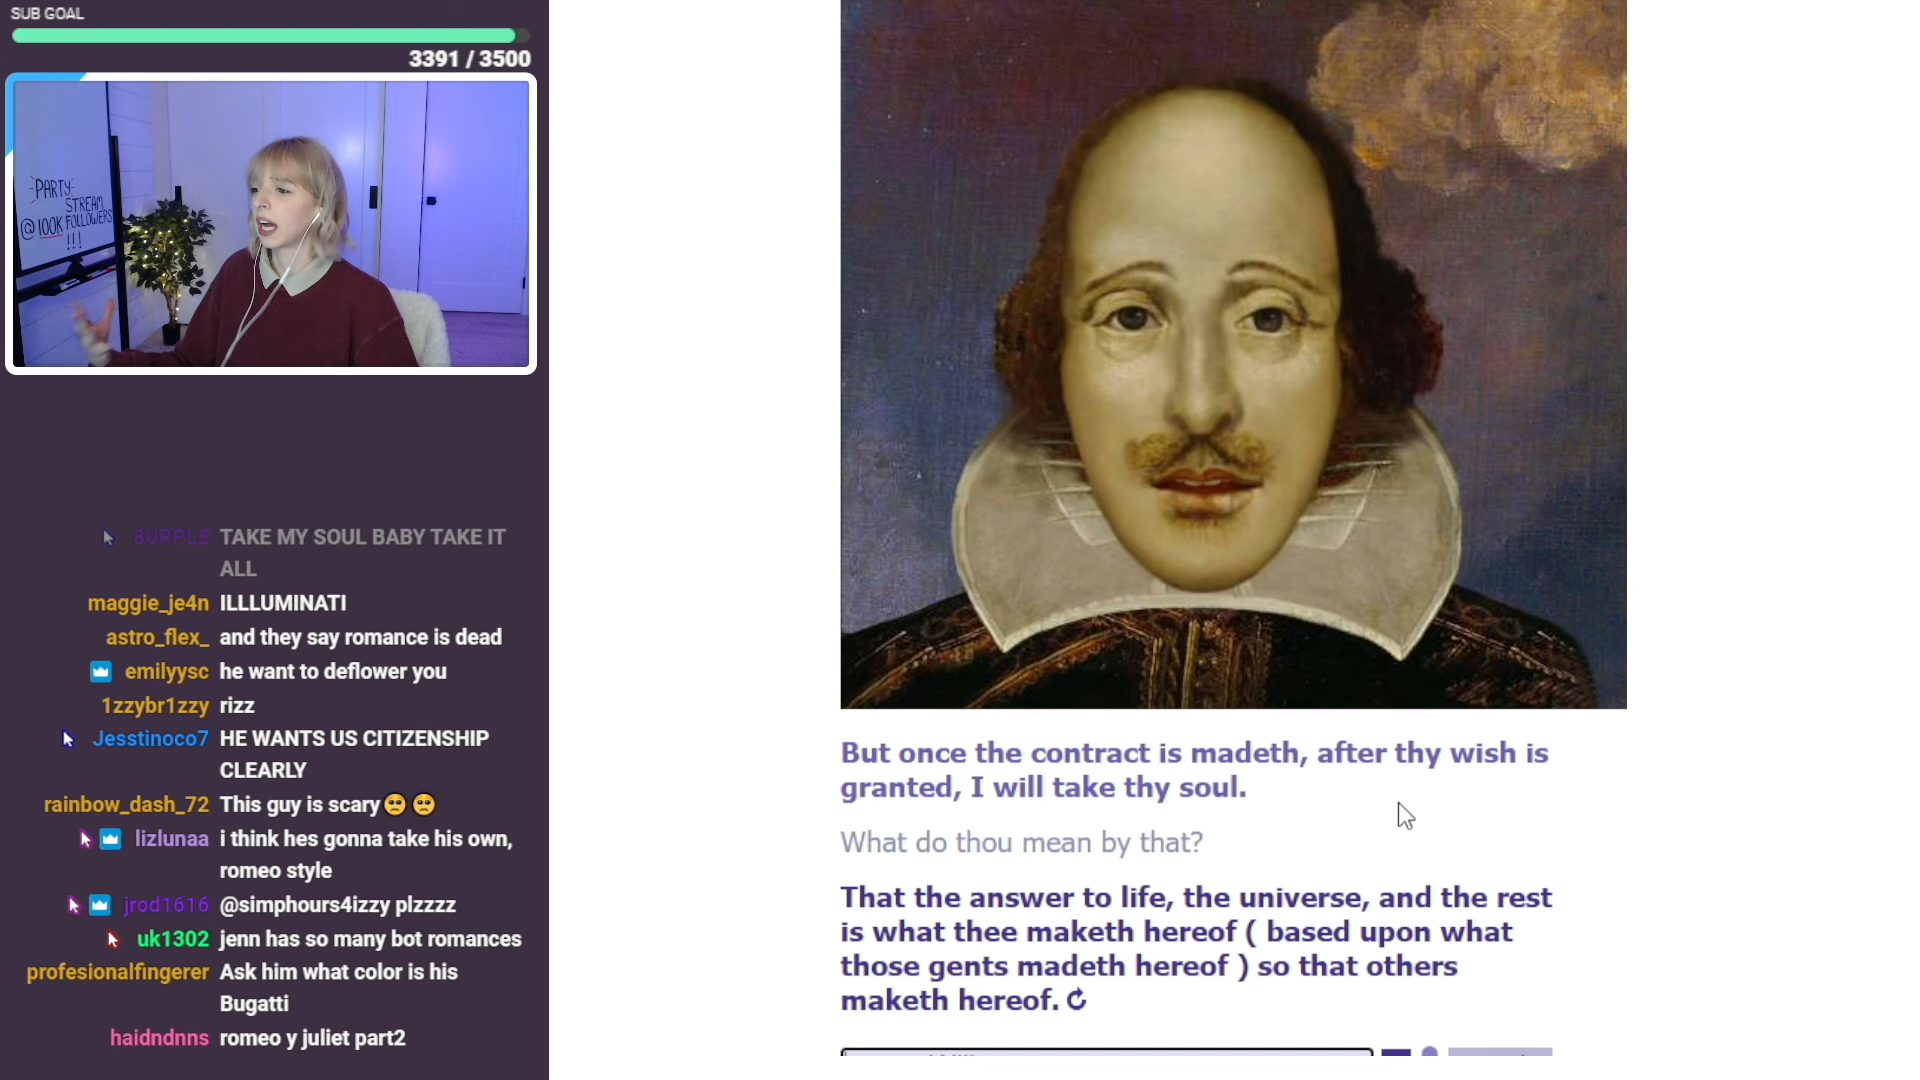 SUB GOAL
3391 / 3500
PARTY
STREAM
@100K FOLLOWERS
!!!
8URPLE TAKE MY SOUL BABY TAKE IT
ALL
maggie_je4n ILLLUMINATI
astro_flex_ and they say romance is dead
emilyysc he want to deflower you
1zzybr1zzy rizz
Jesstinoco7 HE WANTS US CITIZENSHIP
CLEARLY
rainbow_dash_72 This guy is scary🥺🥺
lizlunaa i think hes gonna take his own,
romeo style
jrod1616 @simphours4izzy plzzzz
uk1302 jenn has so many bot romances
profesionalfingerer Ask him what color is his
Bugatti
haidndnns romeo y juliet part2
But once the contract is madeth, after thy wish is
granted, I will take thy soul.
What do thou mean by that?
That the answer to life, the universe, and the rest
is what thee maketh hereof ( based upon what
those gents madeth hereof ) so that others
maketh hereof.